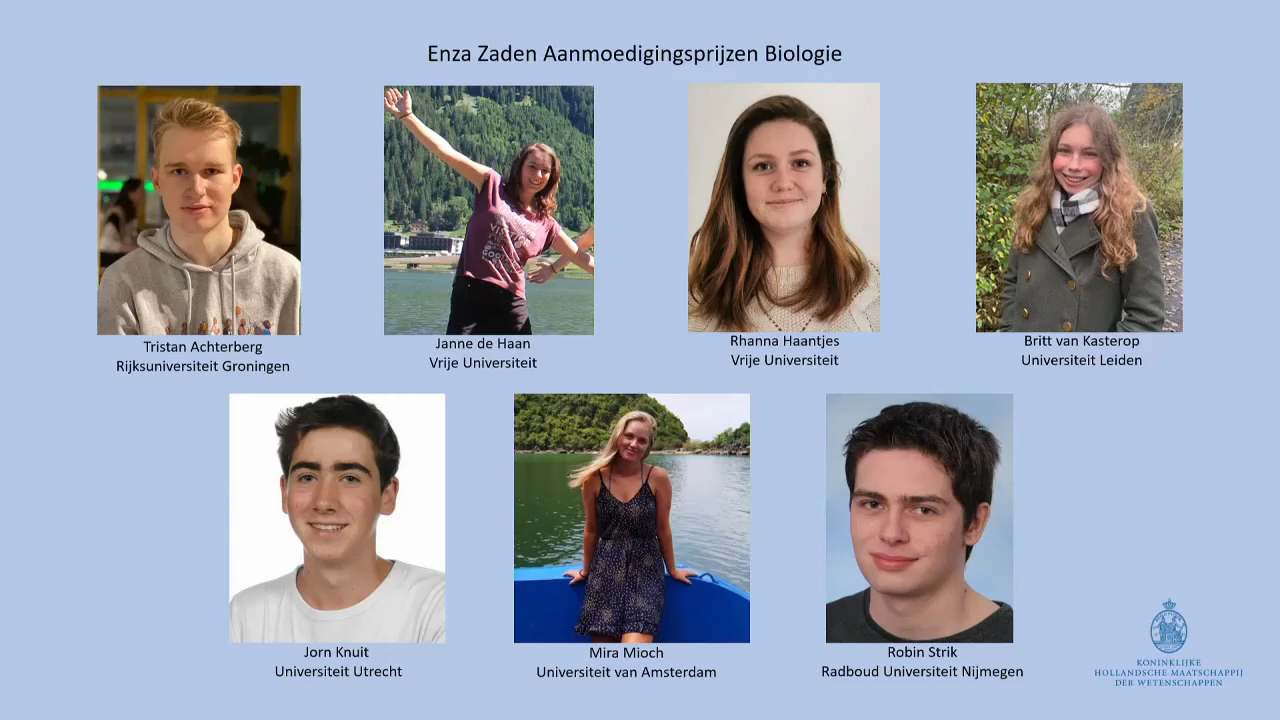 Enza Zaden Aanmoedigingsprijzen Biologie
Tristan Achterberg
Rijksuniversiteit Groningen
Janne de Haan
Vrije Universiteit
Rhanna Haantjes
Vrije Universiteit
Britt van Kasterop
Universiteit Leiden
Jorn Knuit
Universiteit Utrecht
Mira Mioch
Universiteit van Amsterdam
Robin Strik
Radboud Universiteit Nijmegen
KONINKLIJKE
HOLLANDSCHE MAATSCHAPPIJ
DER WETENSCHAPPEN